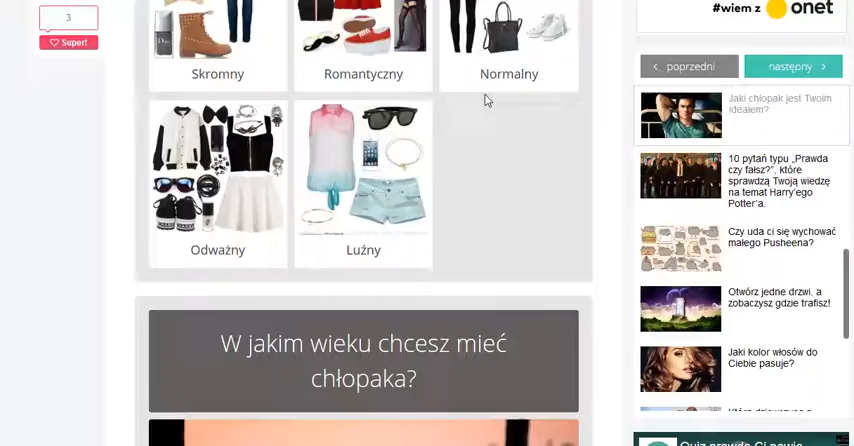 3
Super!
Skromny
Romantyczny
Normalny
Odważny
Luźny
W jakim wieku chcesz mieć
chłopaka?
#wiem z onet
poprzedni
następny
Jaki chłopak jest Twoim
ideałem?
10 pytań typu „Prawda
czy fałsz?”, które
sprawdzą Twoją wiedzę
na temat Harry'ego
Potter'a.
Czy uda ci się wychować
małego Pusheena?
Otwórz jedne drzwi, a
zobaczysz gdzie trafisz!
Jaki kolor włosów do
Ciebie pasuje?